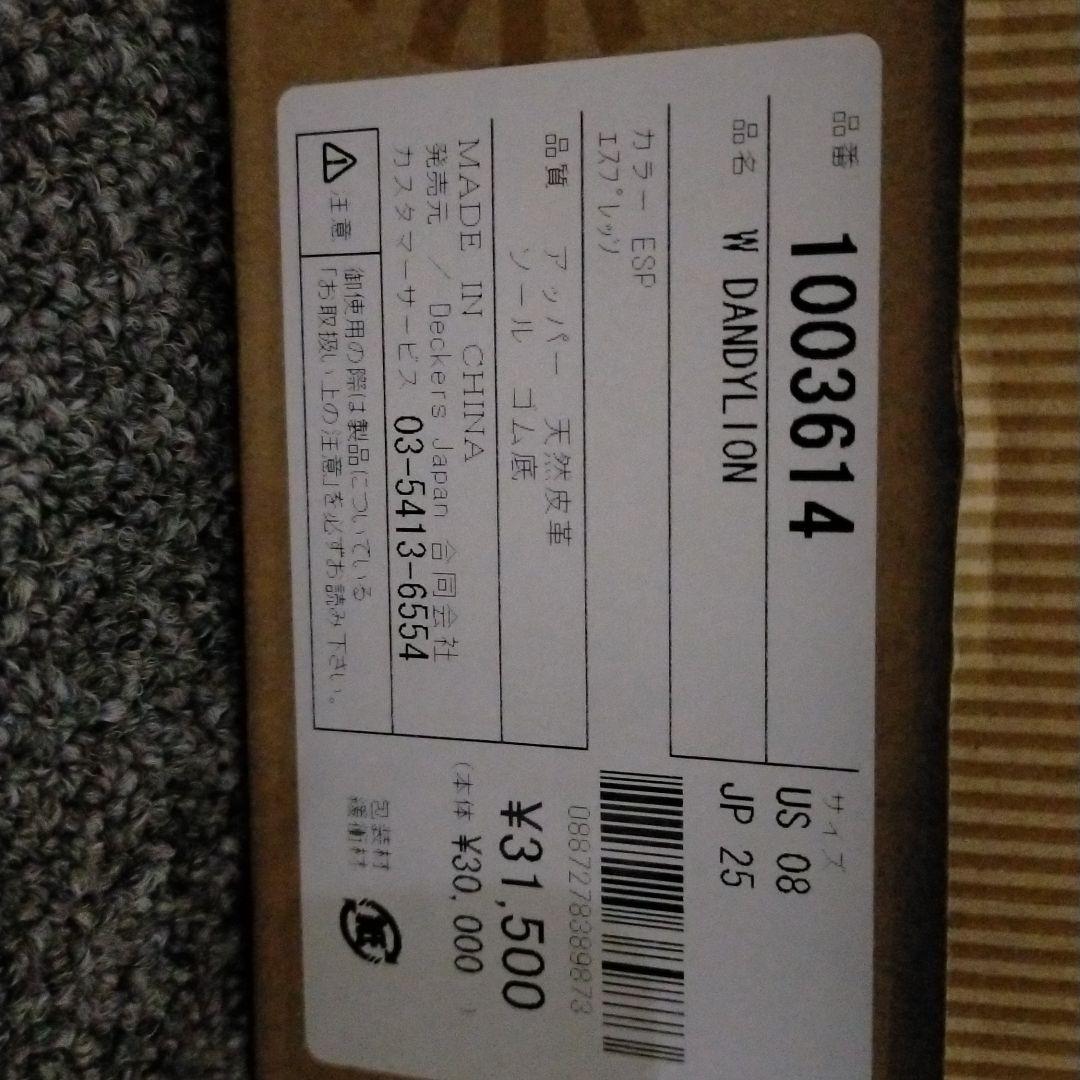 品番 1003614
品名 W DANDYLION
サイズ
US 08
JP 25
カラー ESP
ｴｽﾌﾟﾚｯｿ
品質 アッパー 天然皮革
ソール ゴム底
0887278389873
MADE IN CHINA
発売元 / Deckers Japan 合同会社
カスタマーサービス 03-5413-6554
¥31,500
(本体 ¥30,000 )
注意
御使用の際は製品についている
「お取扱い上の注意」を必ずお読み下さい。
包装材
緩衝材
紙